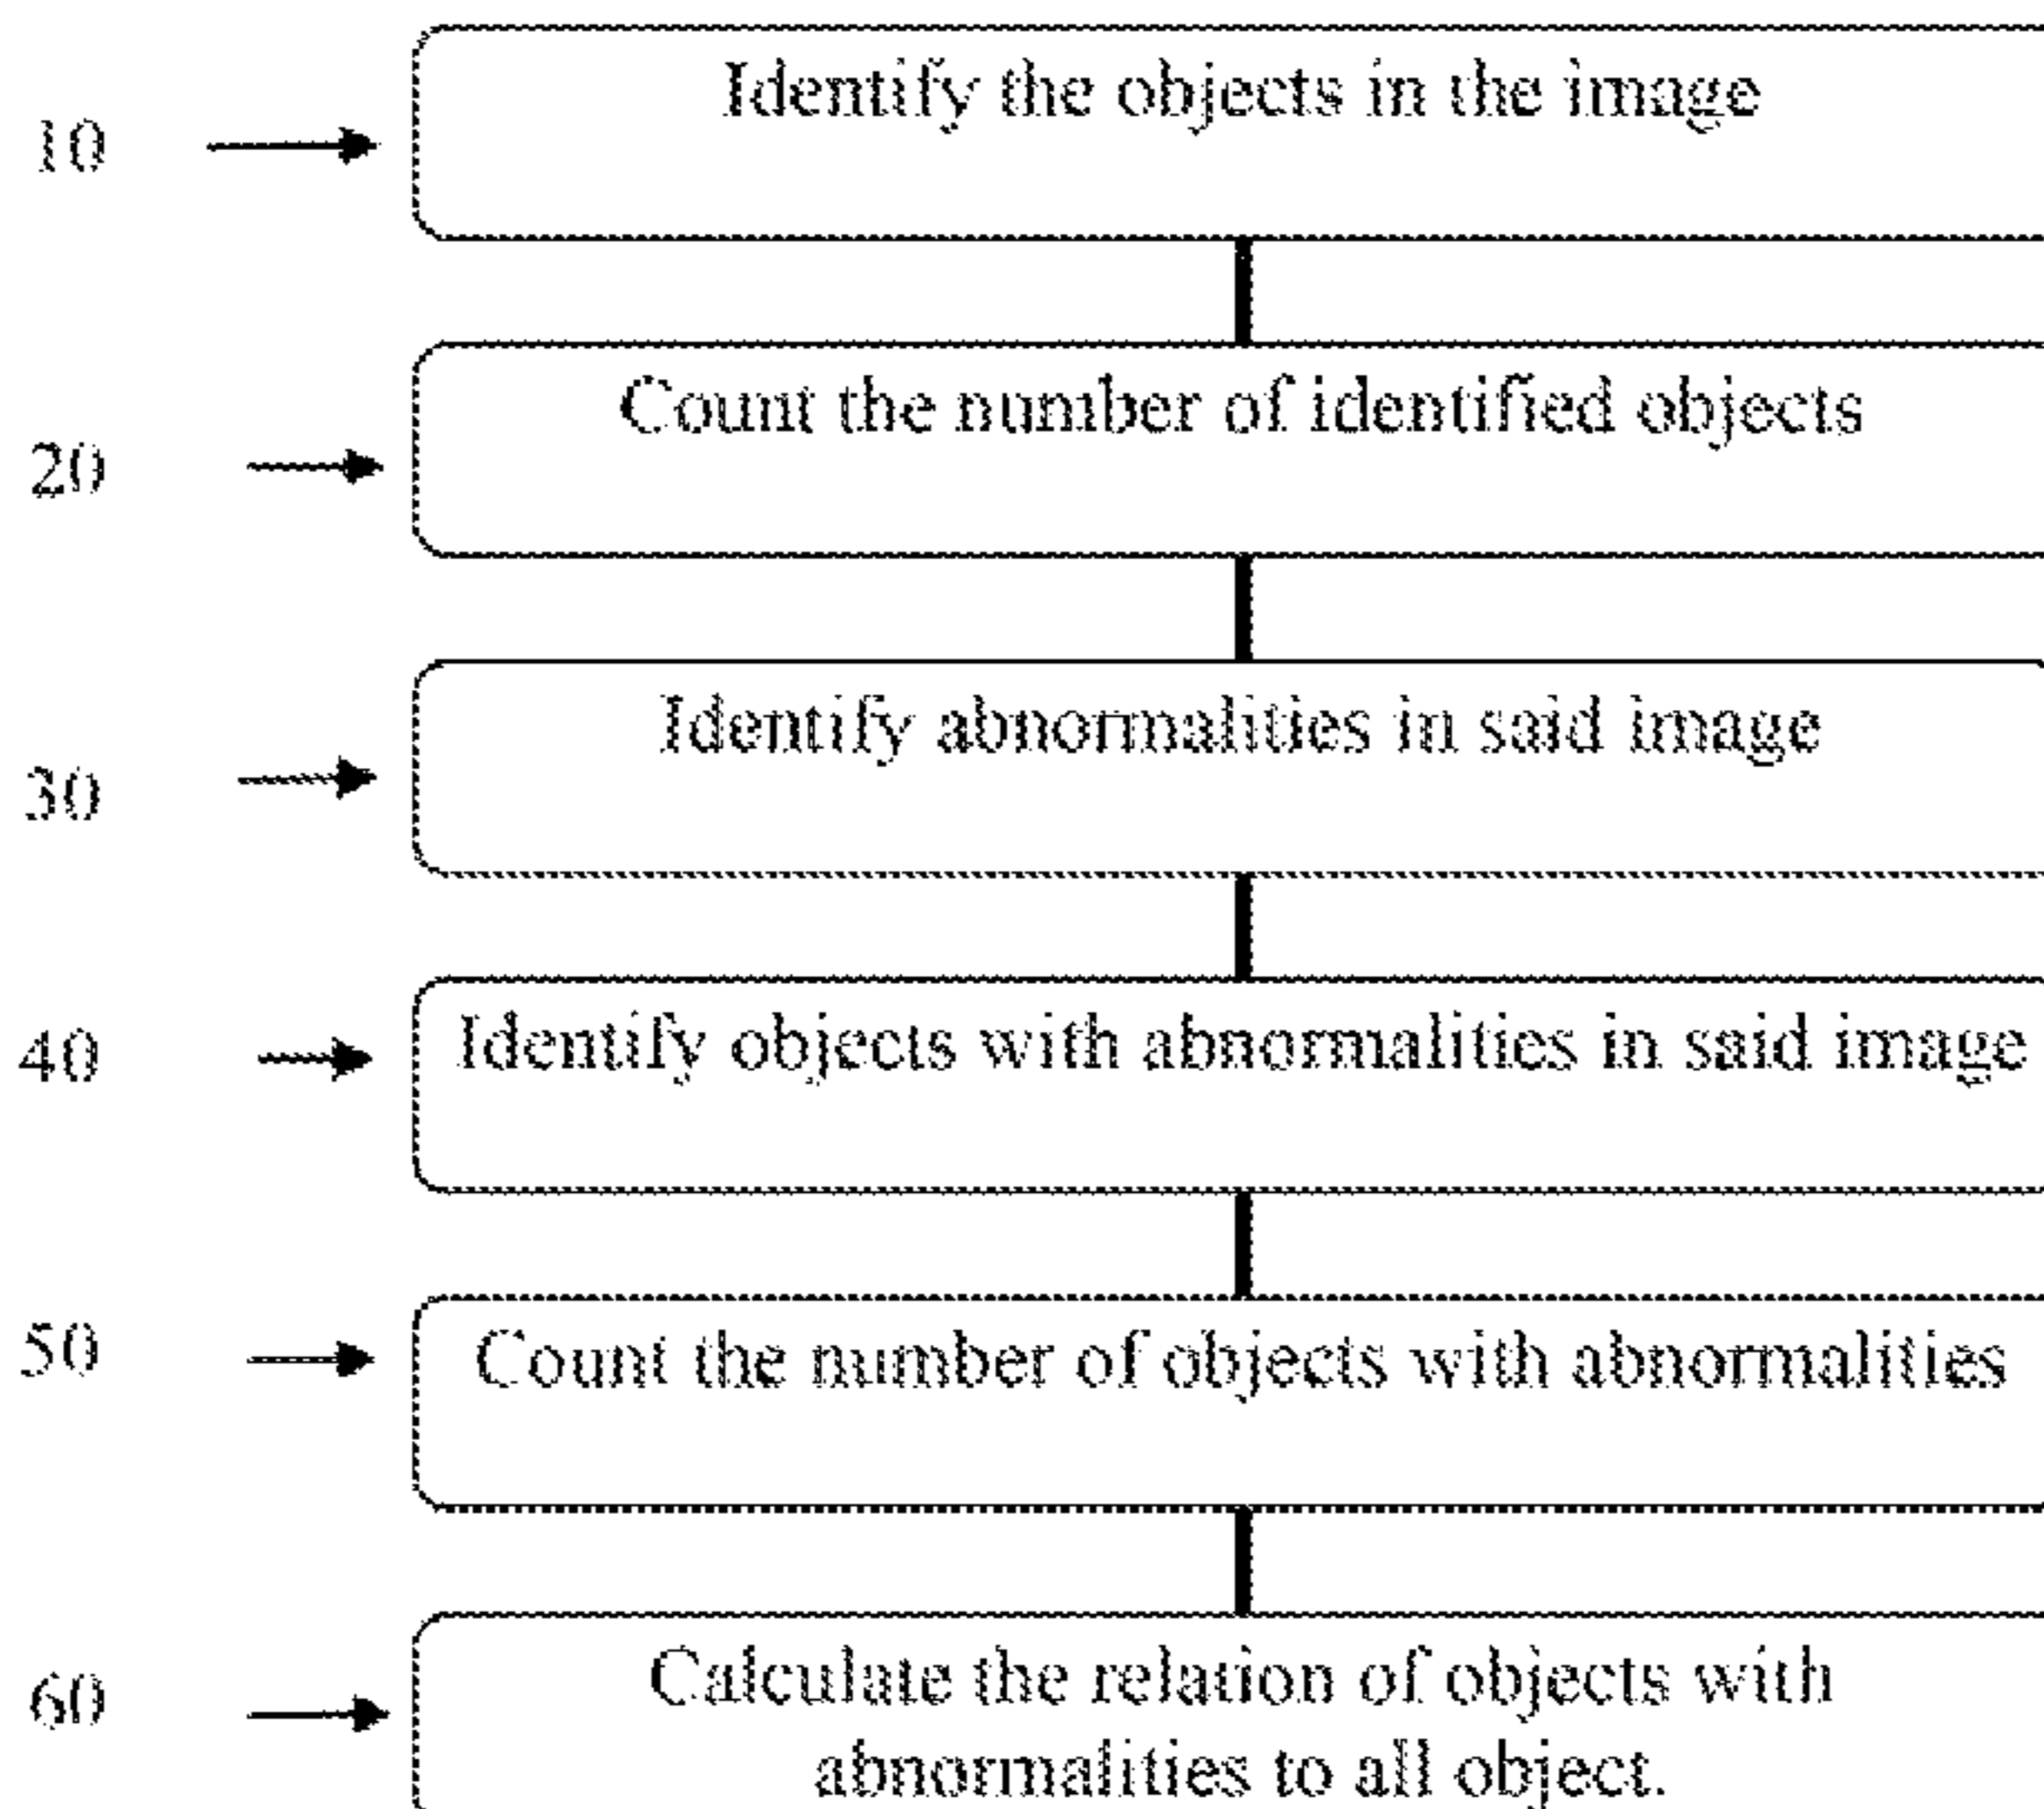 10
Identify the objects in the image
20
Count the number of identified objects
30
Identify abnormalities in said image
40
Identify objects with abnormalities in said image
50
Count the number of objects with abnormalities
60
Calculate the relation of objects with
abnormalities to all object.